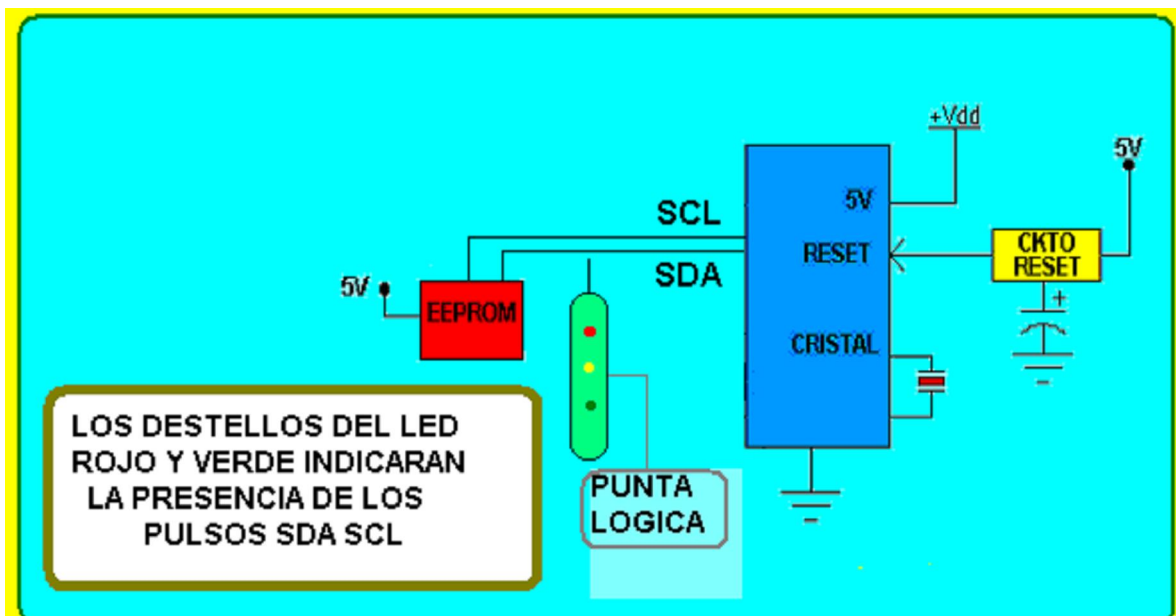 +Vdd
5V
SCL
5V
RESET
CKTO
RESET
SDA
5V
EEPROM
CRISTAL
LOS DESTELLOS DEL LED
ROJO Y VERDE INDICARAN
LA PRESENCIA DE LOS
PULSOS SDA SCL
PUNTA
LOGICA
+